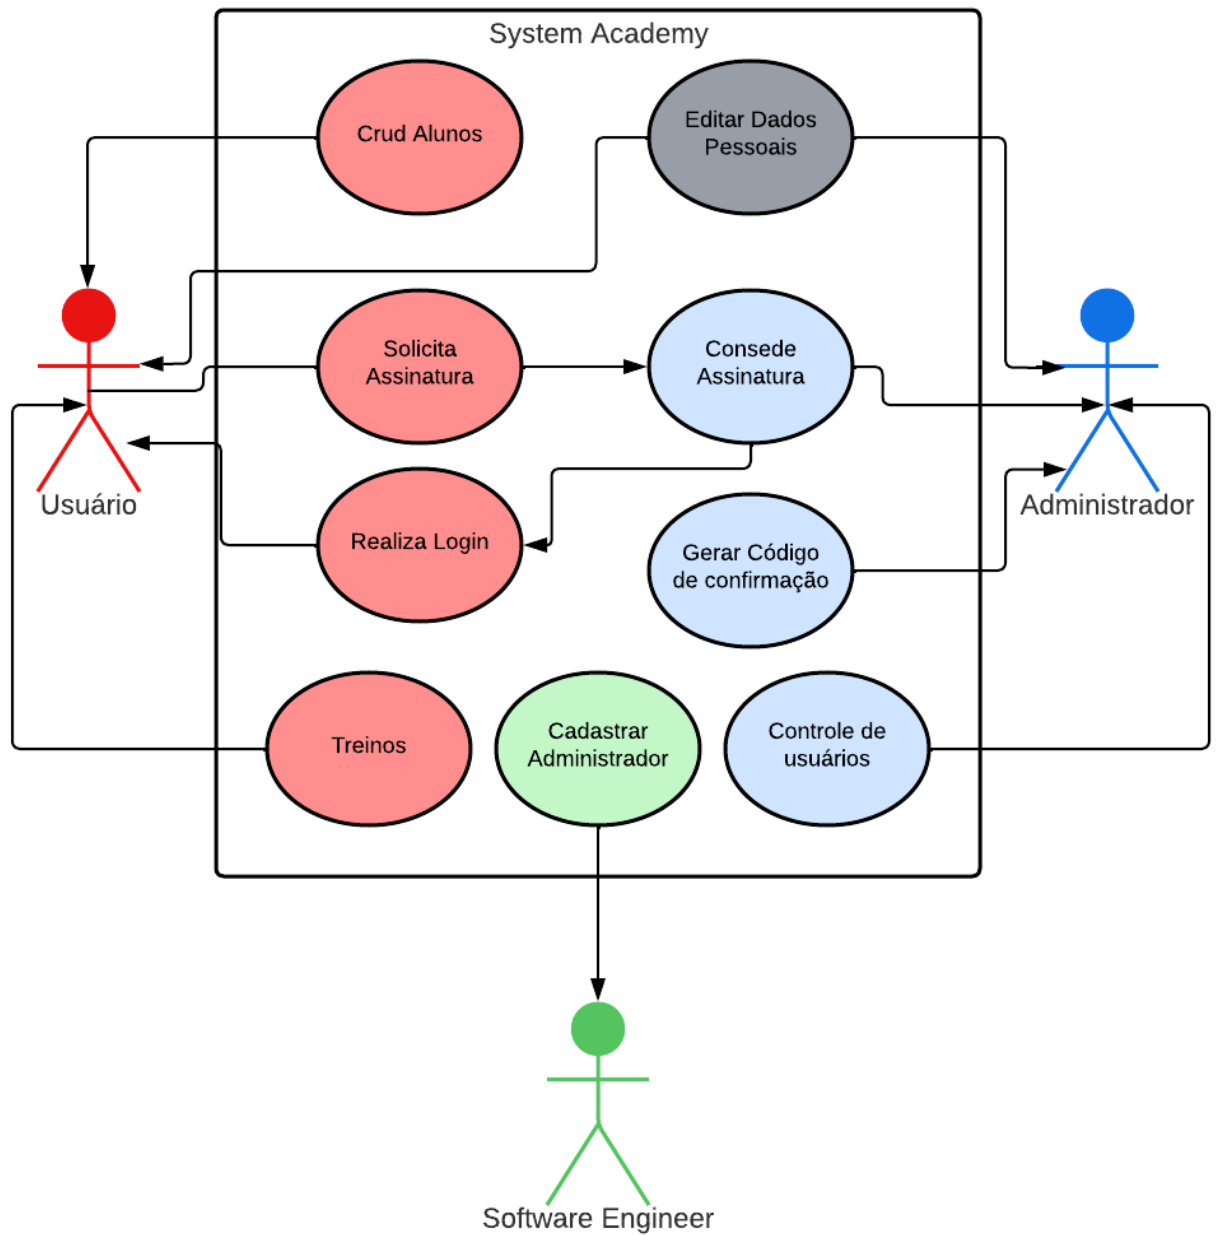 System Academy
Crud Alunos
Editar Dados
Pessoais
Solicita
Assinatura
Consede
Assinatura
Usuário
Administrador
Realiza Login
Gerar Código
de confirmação
Treinos
Cadastrar
Administrador
Controle de
usuários
Software Engineer